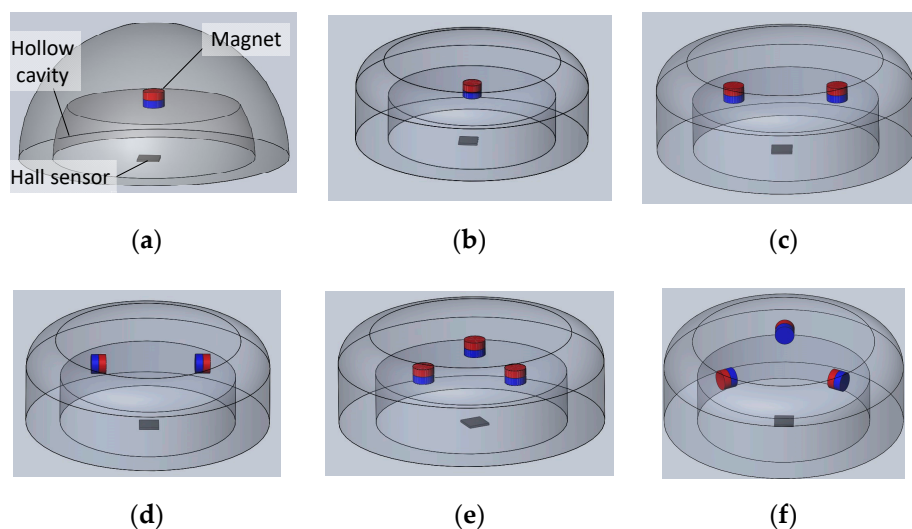 Hollow
cavity
Magnet
Hall sensor
(a)
(b)
(c)
(d)
(e)
(f)